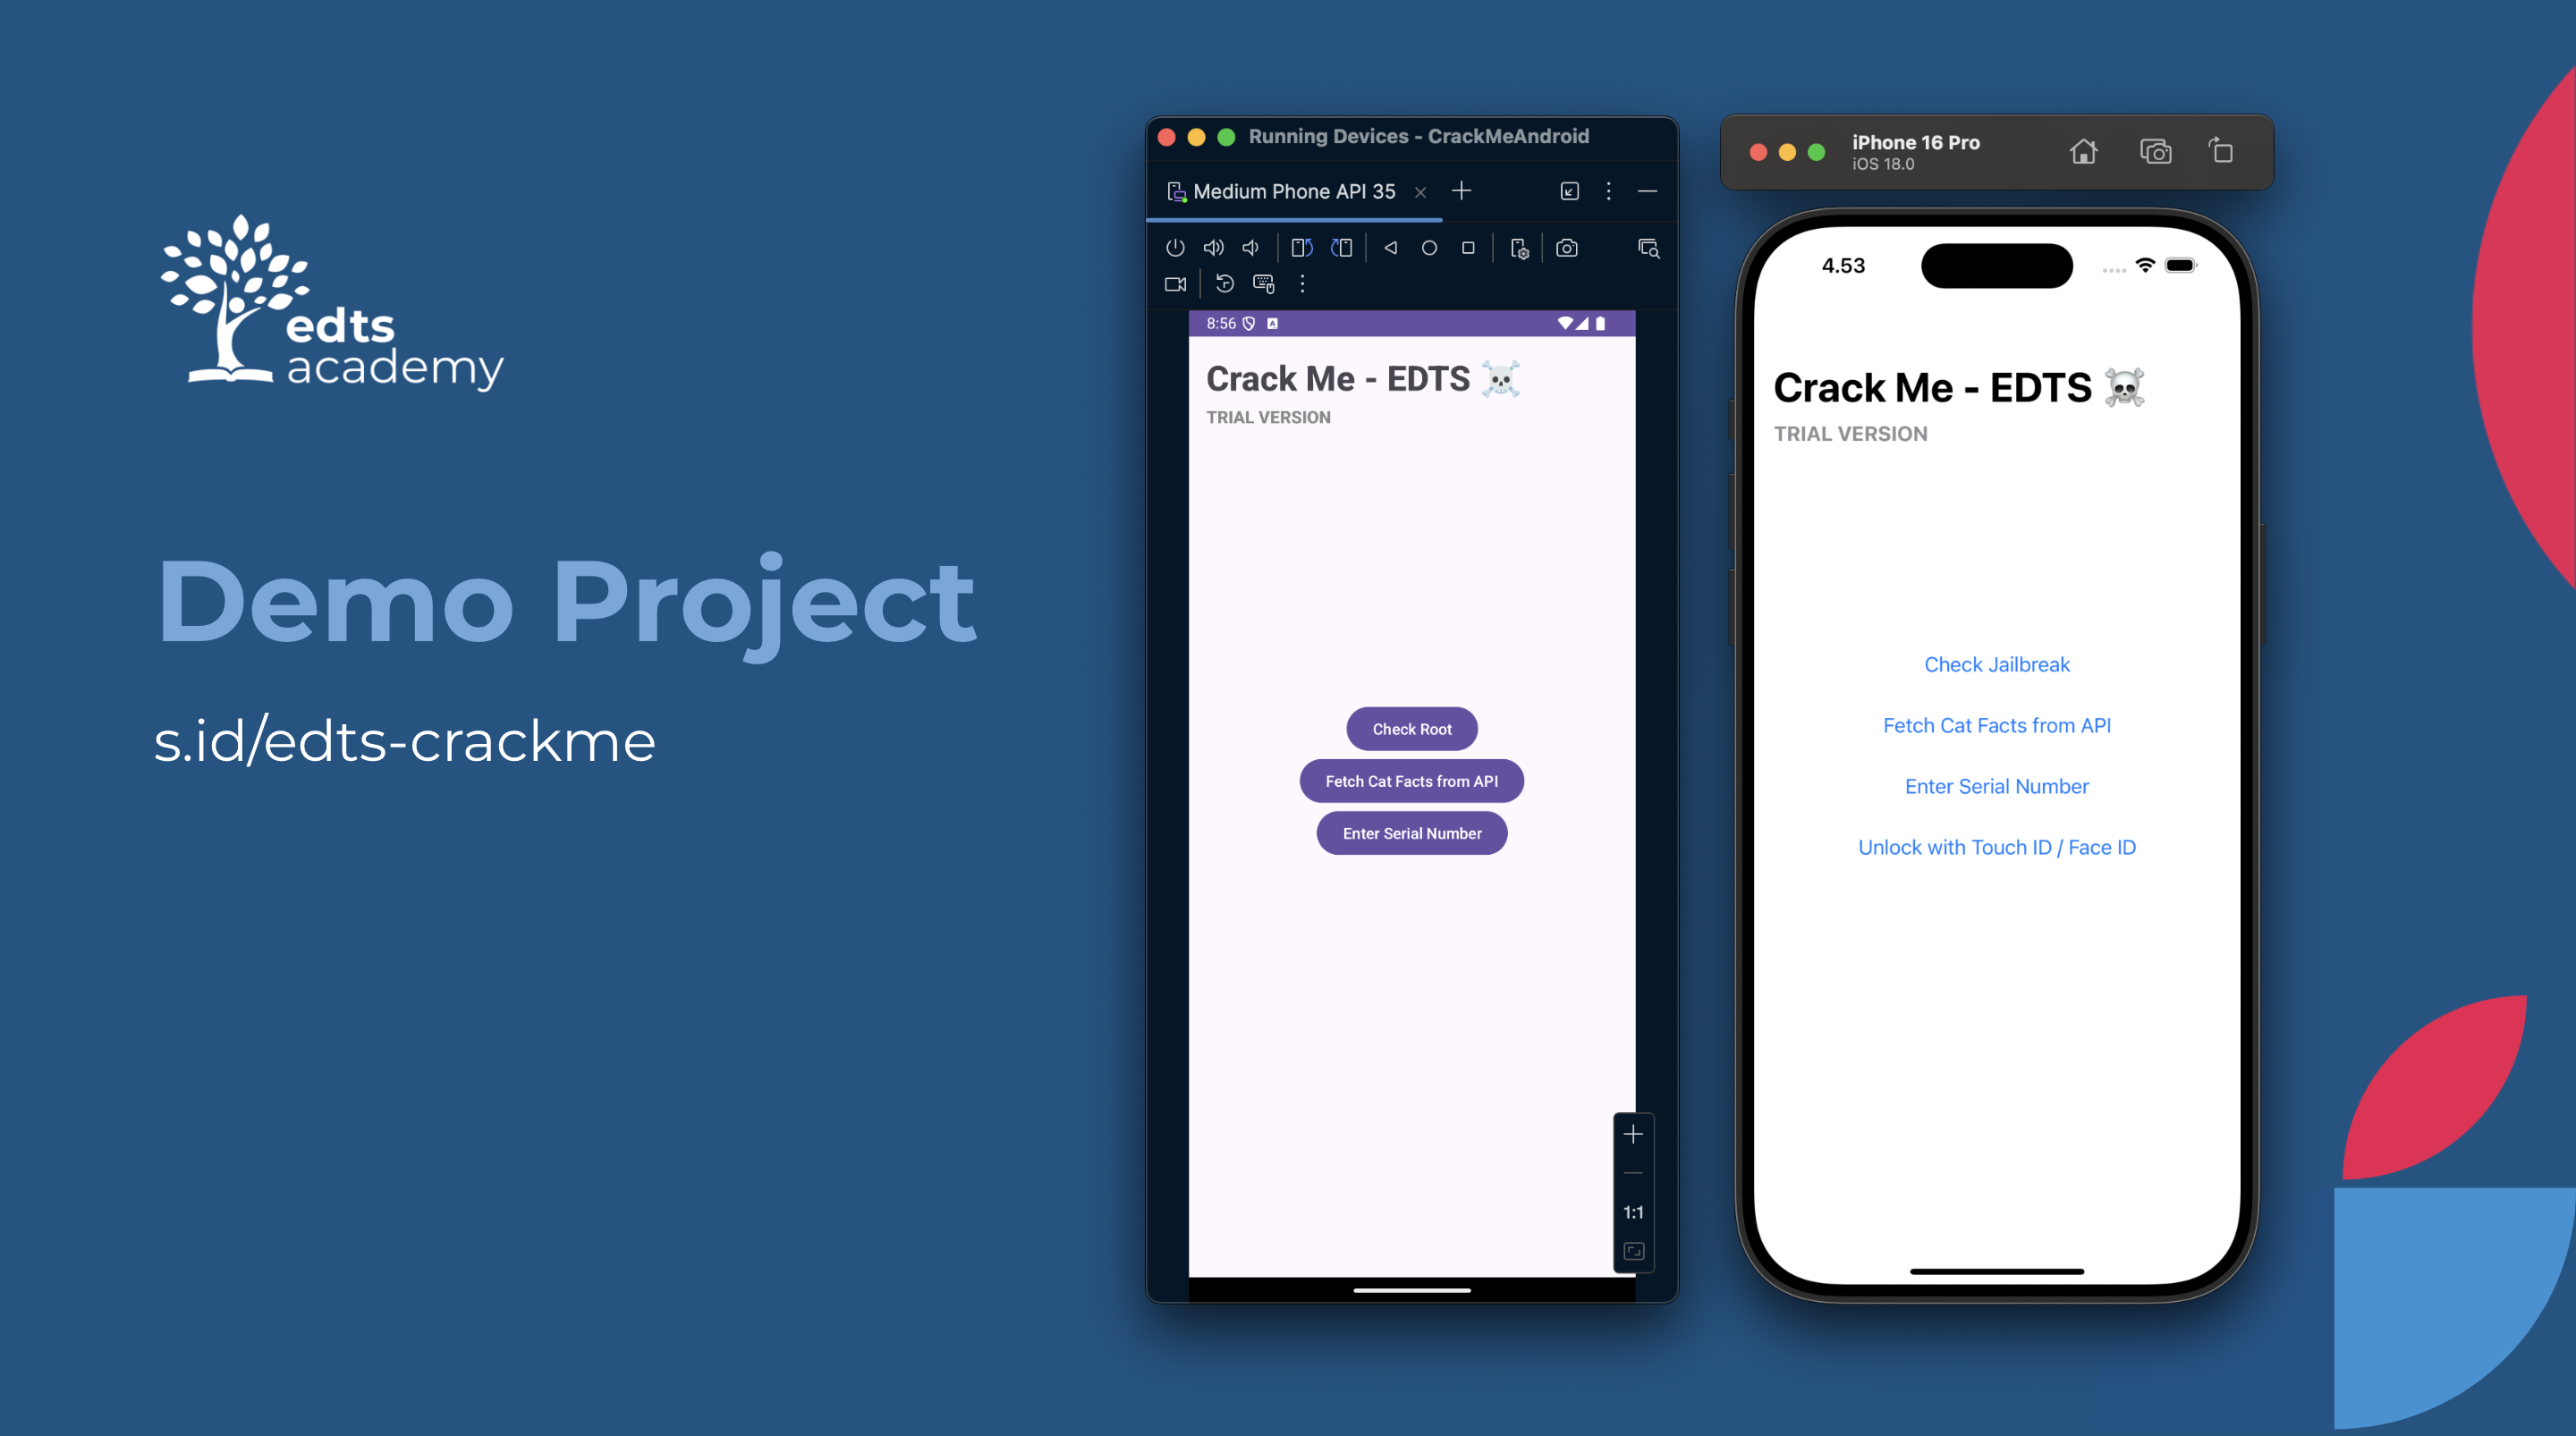 edts
academy
Demo Project
s.id/edts-crackme
Running Devices - CrackMeAndroid
Medium Phone API 35
8:56
Crack Me - EDTS ☠️
TRIAL VERSION
Check Root
Fetch Cat Facts from API
Enter Serial Number
1:1
iPhone 16 Pro
iOS 18.0
4.53
Crack Me - EDTS ☠️
TRIAL VERSION
Check Jailbreak
Fetch Cat Facts from API
Enter Serial Number
Unlock with Touch ID / Face ID